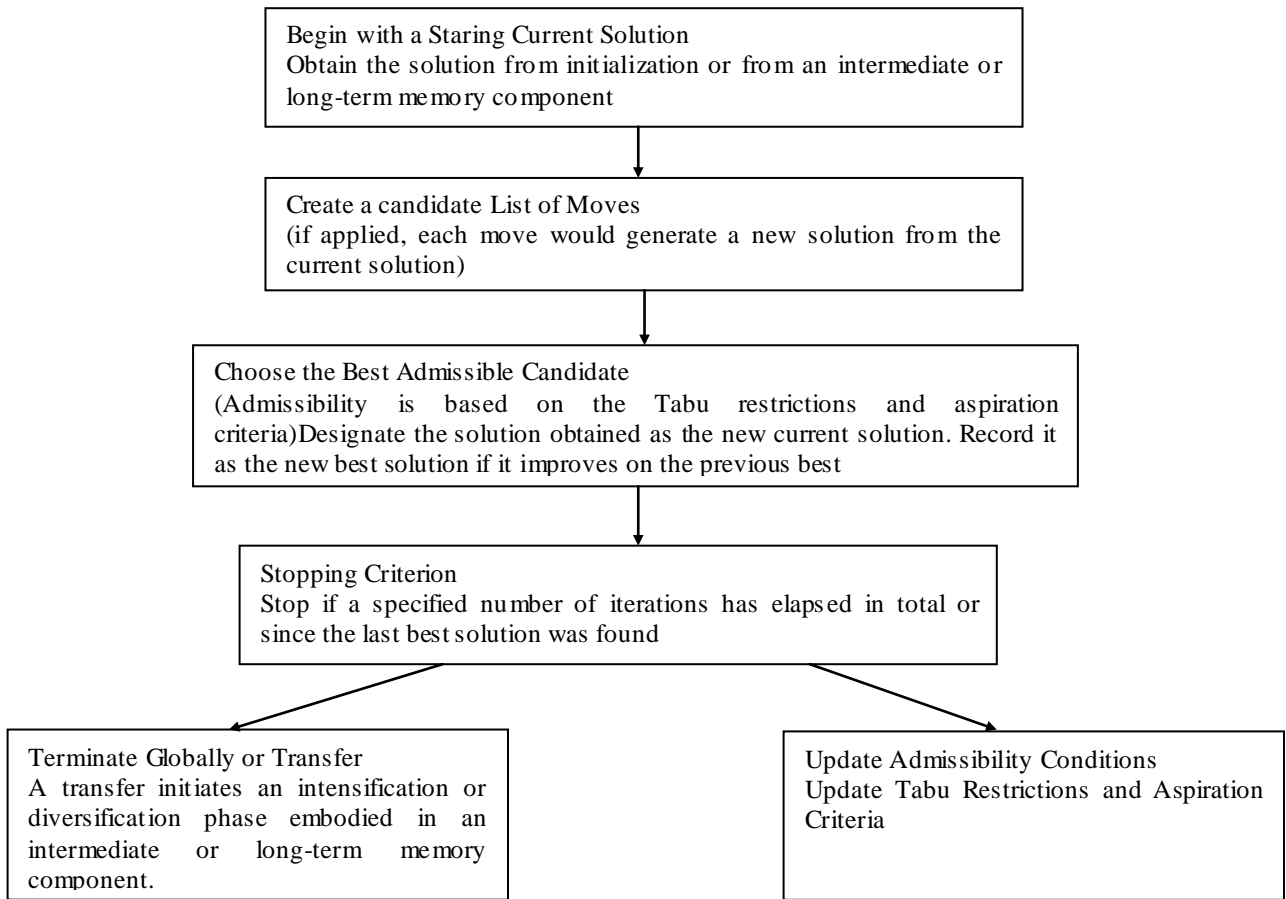 Begin with a Staring Current Solution
Obtain the solution from initialization or from an intermediate or
long-term memory component
Create a candidate List of Moves
(if applied, each move would generate a new solution from the
current solution)
Choose the Best Admissible Candidate
(Admissibility is based on the Tabu restrictions and aspiration
criteria)Designate the solution obtained as the new current solution. Record it
as the new best solution if it improves on the previous best
Stopping Criterion
Stop if a specified number of iterations has elapsed in total or
since the last best solution was found
Terminate Globally or Transfer
A transfer initiates an intensification or
diversification phase embodied in an
intermediate or long-term memory
component.
Update Admissibility Conditions
Update Tabu Restrictions and Aspiration
Criteria